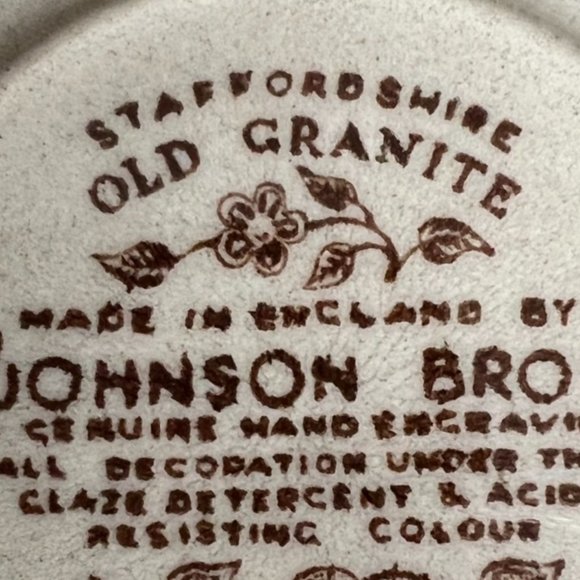 STAFFORDSHIRE
OLD GRANITE
MADE IN ENGLAND BY
JOHNSON BRO
GENUINE HAND ENGRAVI
ALL DECORATION UNDER TH
GLAZE DETERGENT & ACID
RESISTING COLOUR